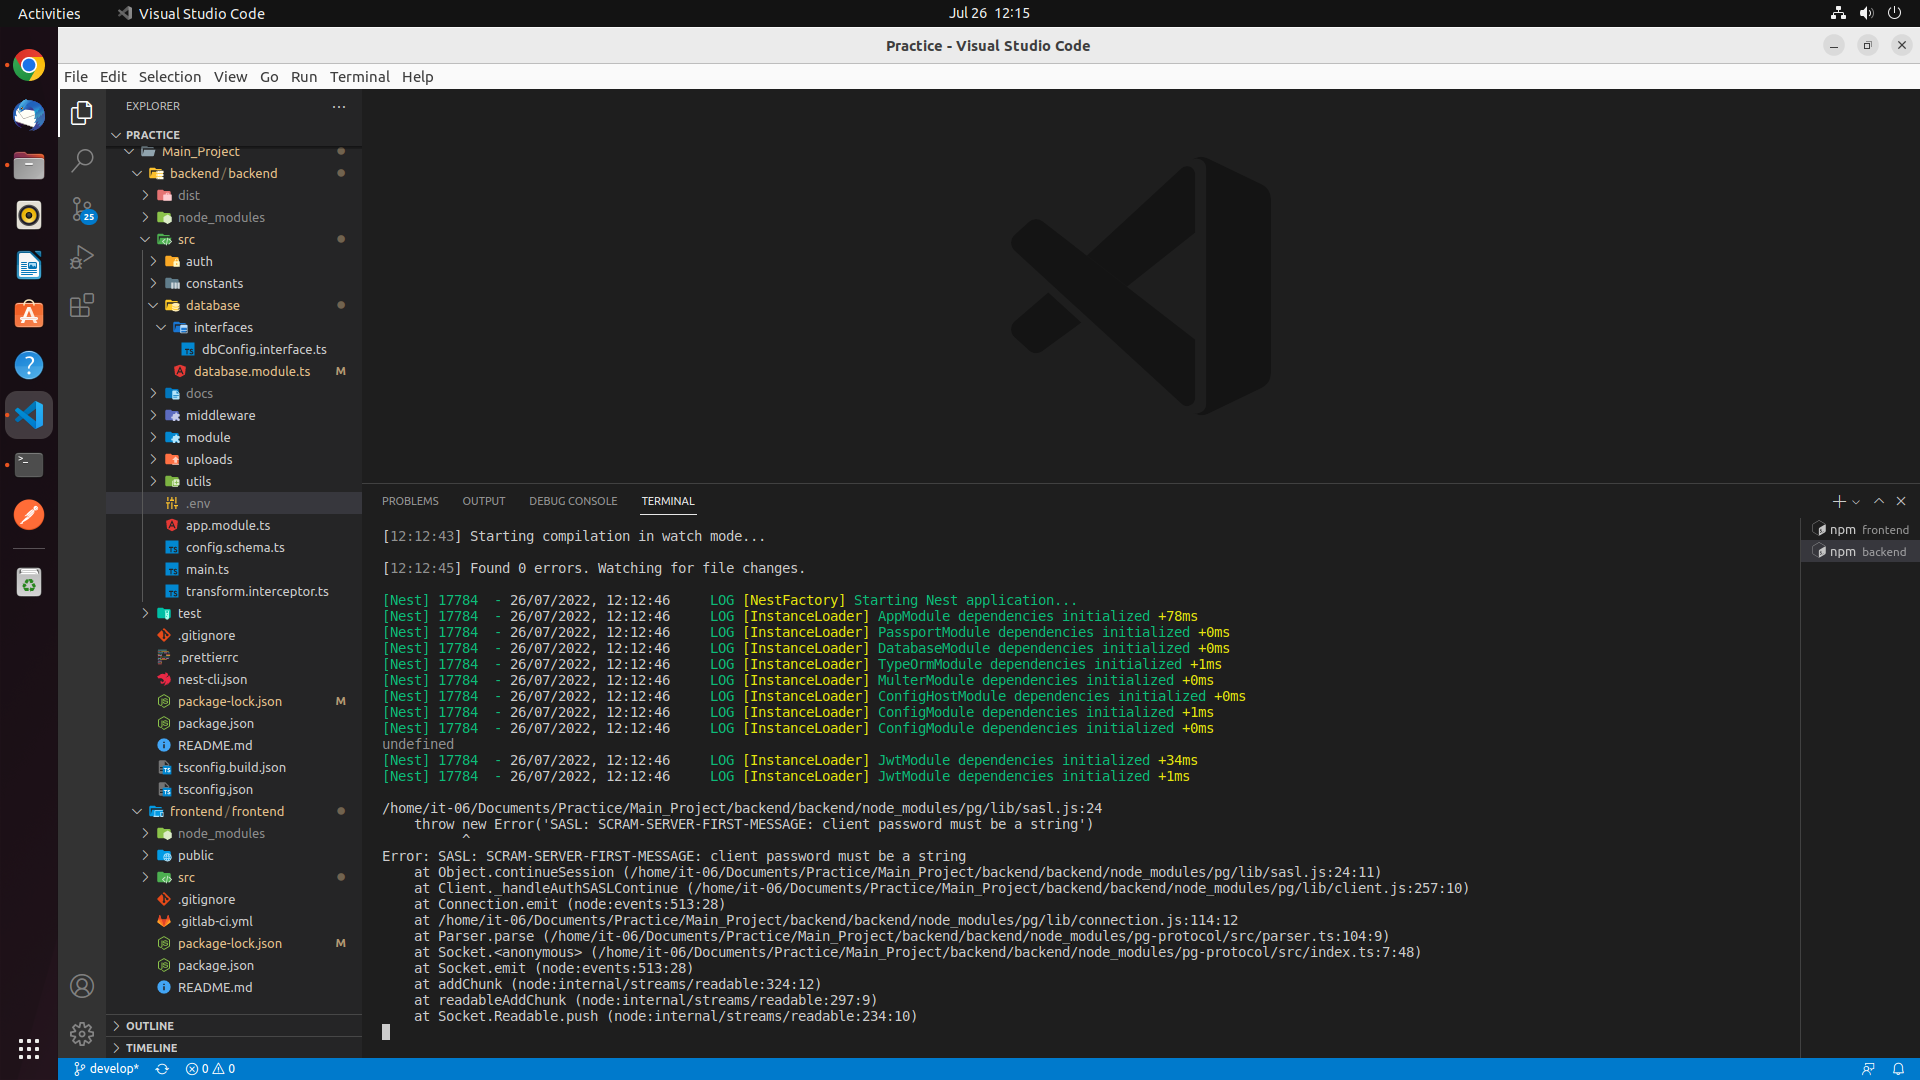 Activities
Visual Studio Code
Jul 26 12:15
Practice - Visual Studio Code
File Edit Selection View Go Run Terminal Help
EXPLORER
PRACTICE
Main_Project
backend/backend
dist
node_modules
25
src
auth
constants
database
interfaces
dbConfig.interface.ts
database.module.ts M
docs
middleware
module
uploads
utils
.env
app.module.ts
config.schema.ts
main.ts
transform.interceptor.ts
test
.gitignore
.prettierrc
nest-cli.json
package-lock.json M
package.json
README.md
tsconfig.build.json
tsconfig.json
frontend/frontend
node_modules
public
src
.gitignore
.gitlab-ci.yml
package-lock.json M
package.json
README.md
OUTLINE
TIMELINE
PROBLEMS OUTPUT DEBUG CONSOLE TERMINAL
npm frontend
npm backend
[12:12:43] Starting compilation in watch mode...
[12:12:45] Found 0 errors. Watching for file changes.
[Nest] 17784 - 26/07/2022, 12:12:46 LOG [NestFactory] Starting Nest application...
[Nest] 17784 - 26/07/2022, 12:12:46 LOG [InstanceLoader] AppModule dependencies initialized +78ms
[Nest] 17784 - 26/07/2022, 12:12:46 LOG [InstanceLoader] PassportModule dependencies initialized +0ms
[Nest] 17784 - 26/07/2022, 12:12:46 LOG [InstanceLoader] DatabaseModule dependencies initialized +0ms
[Nest] 17784 - 26/07/2022, 12:12:46 LOG [InstanceLoader] TypeOrmModule dependencies initialized +1ms
[Nest] 17784 - 26/07/2022, 12:12:46 LOG [InstanceLoader] MulterModule dependencies initialized +0ms
[Nest] 17784 - 26/07/2022, 12:12:46 LOG [InstanceLoader] ConfigHostModule dependencies initialized +0ms
[Nest] 17784 - 26/07/2022, 12:12:46 LOG [InstanceLoader] ConfigModule dependencies initialized +1ms
[Nest] 17784 - 26/07/2022, 12:12:46 LOG [InstanceLoader] ConfigModule dependencies initialized +0ms
undefined
[Nest] 17784 - 26/07/2022, 12:12:46 LOG [InstanceLoader] JwtModule dependencies initialized +34ms
[Nest] 17784 - 26/07/2022, 12:12:46 LOG [InstanceLoader] JwtModule dependencies initialized +1ms
/home/it-06/Documents/Practice/Main_Project/backend/backend/node_modules/pg/lib/sasl.js:24
throw new Error('SASL: SCRAM-SERVER-FIRST-MESSAGE: client password must be a string')
^
Error: SASL: SCRAM-SERVER-FIRST-MESSAGE: client password must be a string
at Object.continueSession (/home/it-06/Documents/Practice/Main_Project/backend/backend/node_modules/pg/lib/sasl.js:24:11)
at Client._handleAuthSASLContinue (/home/it-06/Documents/Practice/Main_Project/backend/backend/node_modules/pg/lib/client.js:257:10)
at Connection.emit (node:events:513:28)
at /home/it-06/Documents/Practice/Main_Project/backend/backend/node_modules/pg/lib/connection.js:114:12
at Parser.parse (/home/it-06/Documents/Practice/Main_Project/backend/backend/node_modules/pg-protocol/src/parser.ts:104:9)
at Socket.<anonymous> (/home/it-06/Documents/Practice/Main_Project/backend/backend/node_modules/pg-protocol/src/index.ts:7:48)
at Socket.emit (node:events:513:28)
at addChunk (node:internal/streams/readable:324:12)
at readableAddChunk (node:internal/streams/readable:297:9)
at Socket.Readable.push (node:internal/streams/readable:234:10)
develop* 0 0